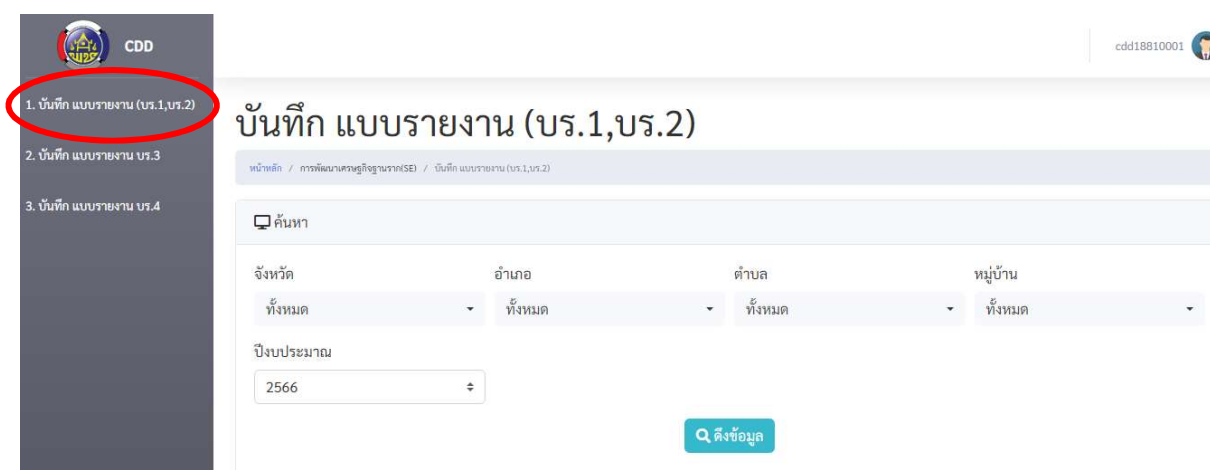 CDD
cdd18810001
1. บันทึก แบบรายงาน (บร.1,บร.2)
2. บันทึก แบบรายงาน บร.3
3. บันทึก แบบรายงาน บร.4
บันทึก แบบรายงาน (บร.1,บร.2)
หน้าหลัก / การพัฒนาเศรษฐกิจฐานราก(SE) / บันทึก แบบรายงาน (บร.1,บร.2)
ค้นหา
จังหวัด อำเภอ ตำบล หมู่บ้าน
ทั้งหมด ทั้งหมด ทั้งหมด ทั้งหมด
ปีงบประมาณ
2566
ดึงข้อมูล